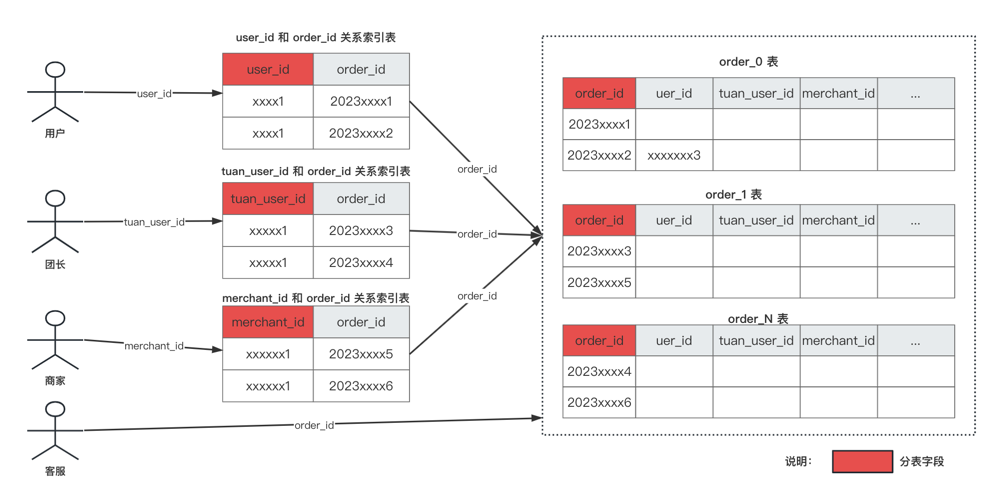 user_id 和 order_id 关系索引表
user_id order_id
xxxx1 2023xxxx1
xxxx1 2023xxxx2
user_id
用户
tuan_user_id 和 order_id 关系索引表
tuan_user_id order_id
xxxxx1 2023xxxx3
xxxxx1 2023xxxx4
tuan_user_id
团长
merchant_id 和 order_id 关系索引表
merchant_id order_id
xxxxxx1 2023xxxx5
xxxxxx1 2023xxxx6
merchant_id
商家
order_id
客服
order_id
order_id
order_id
order_0 表
order_id uer_id tuan_user_id merchant_id ...
2023xxxx1
2023xxxx2 xxxxxxx3
order_1 表
order_id uer_id tuan_user_id merchant_id ...
2023xxxx3
2023xxxx5
order_N 表
order_id uer_id tuan_user_id merchant_id ...
2023xxxx4
2023xxxx6
说明： 分表字段